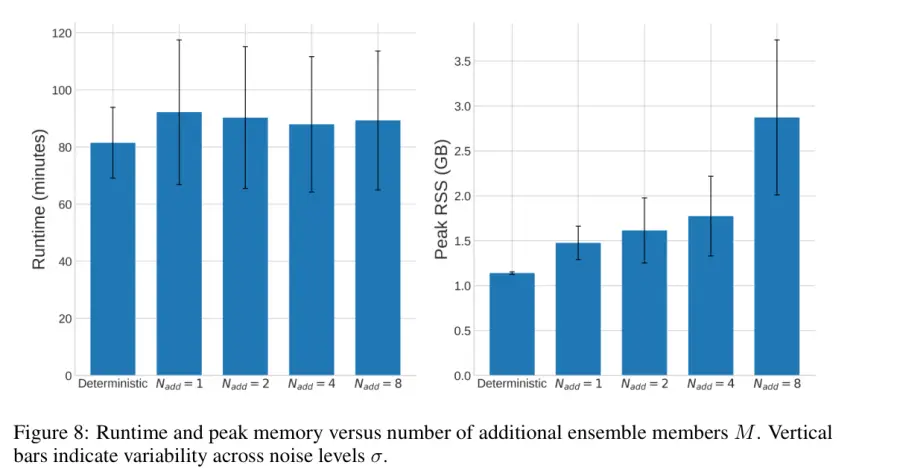 120
100
80
60
40
20
0
Runtime (minutes)
Deterministic N_add = 1 N_add = 2 N_add = 4 N_add = 8
3.5
3.0
2.5
2.0
1.5
1.0
0.5
0.0
Peak RSS (GB)
Deterministic N_add = 1 N_add = 2 N_add = 4 N_add = 8
Figure 8: Runtime and peak memory versus number of additional ensemble members M. Vertical
bars indicate variability across noise levels σ.